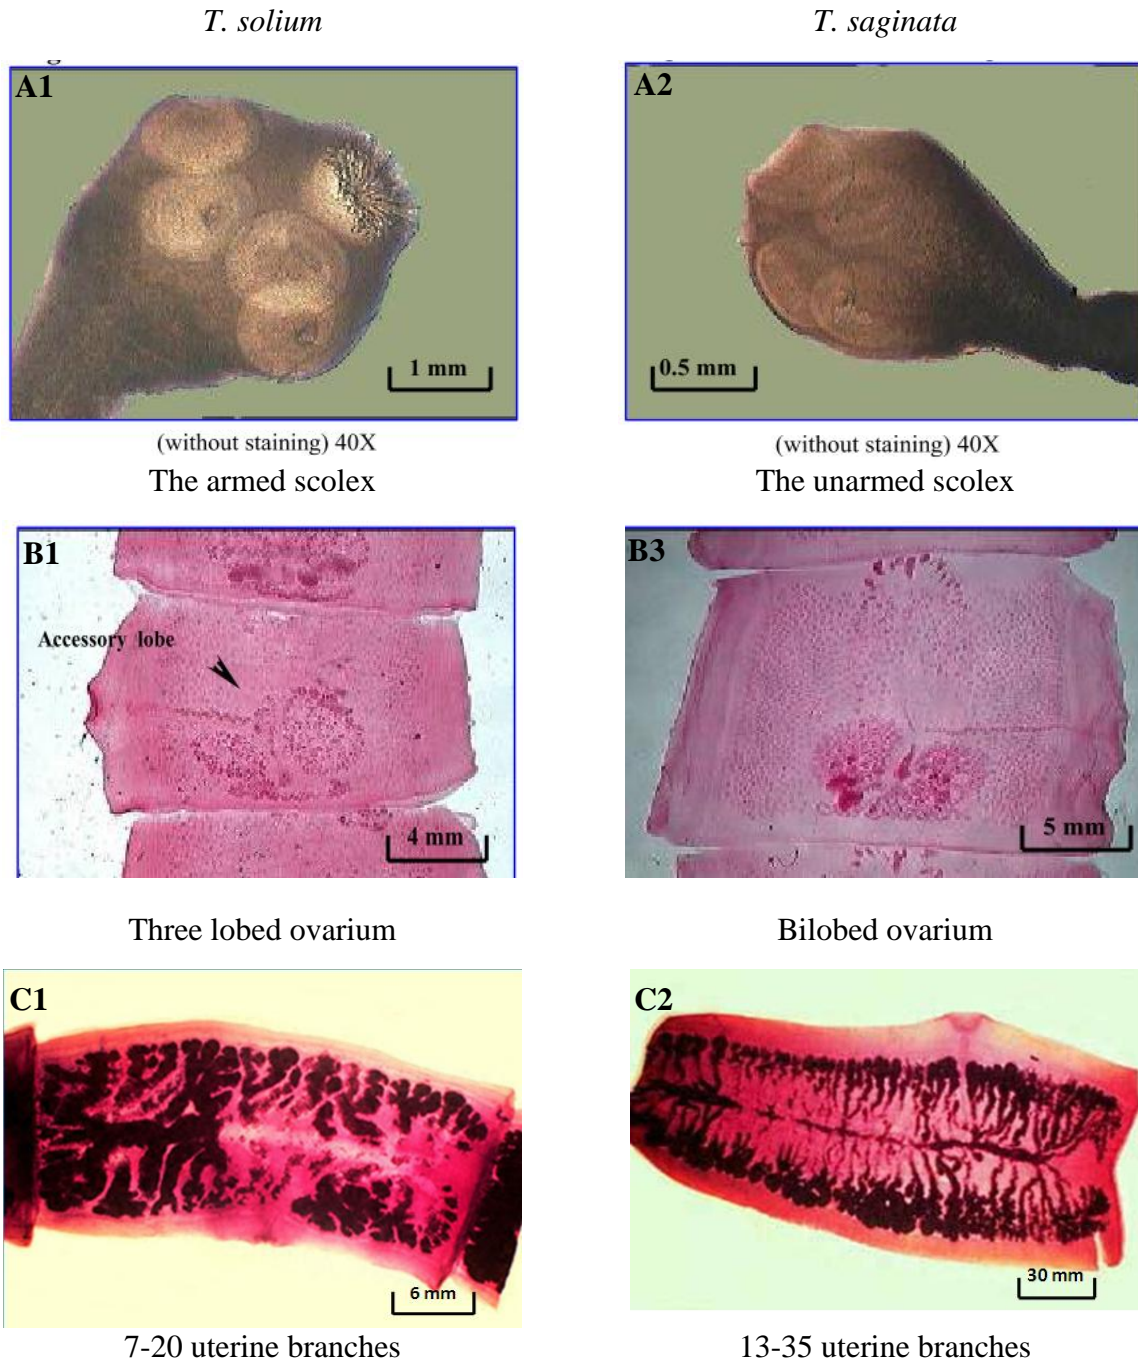 T. solium
T. saginata
A1
A2
1 mm
0.5 mm
(without staining) 40X
(without staining) 40X
The armed scolex
The unarmed scolex
B1
B3
Accessory lobe
4 mm
5 mm
Three lobed ovarium
Bilobed ovarium
C1
C2
6 mm
30 mm
7-20 uterine branches
13-35 uterine branches